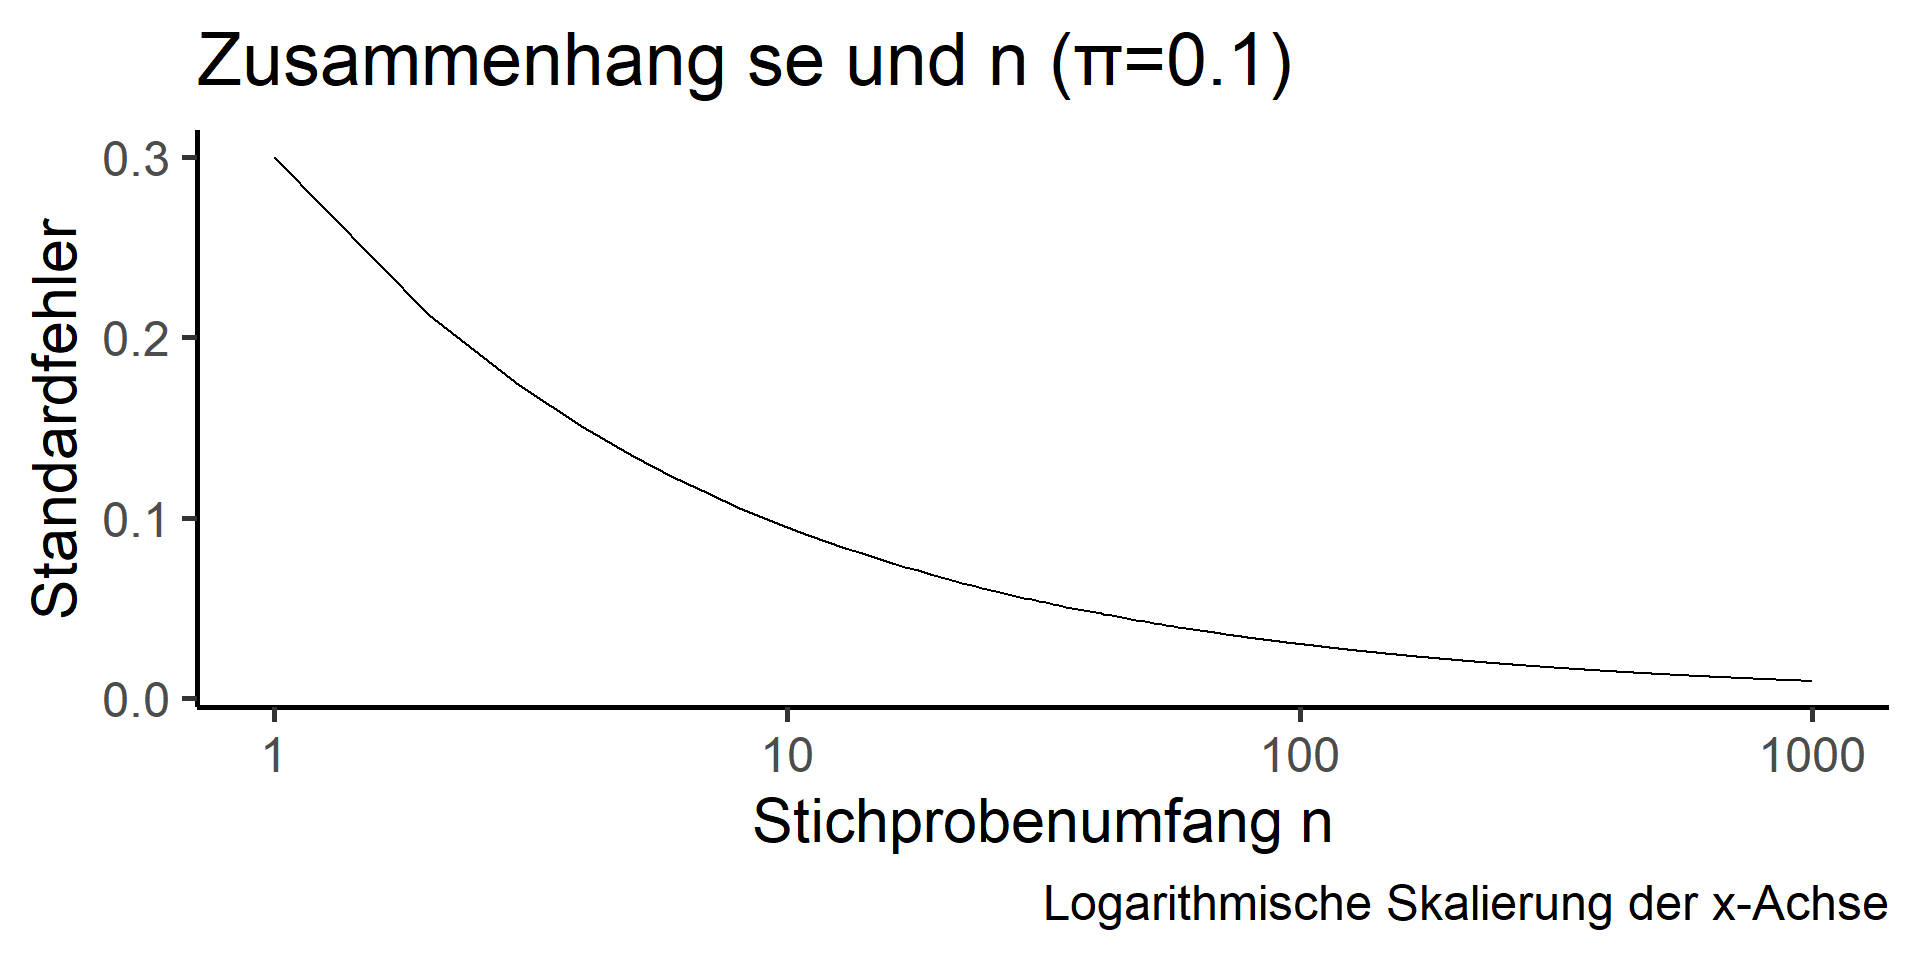 Zusammenhang se und n (π=0.1)
Standardfehler
0.3
0.2
0.1
0.0
1 10 100 1000
Stichprobenumfang n
Logarithmische Skalierung der x-Achse